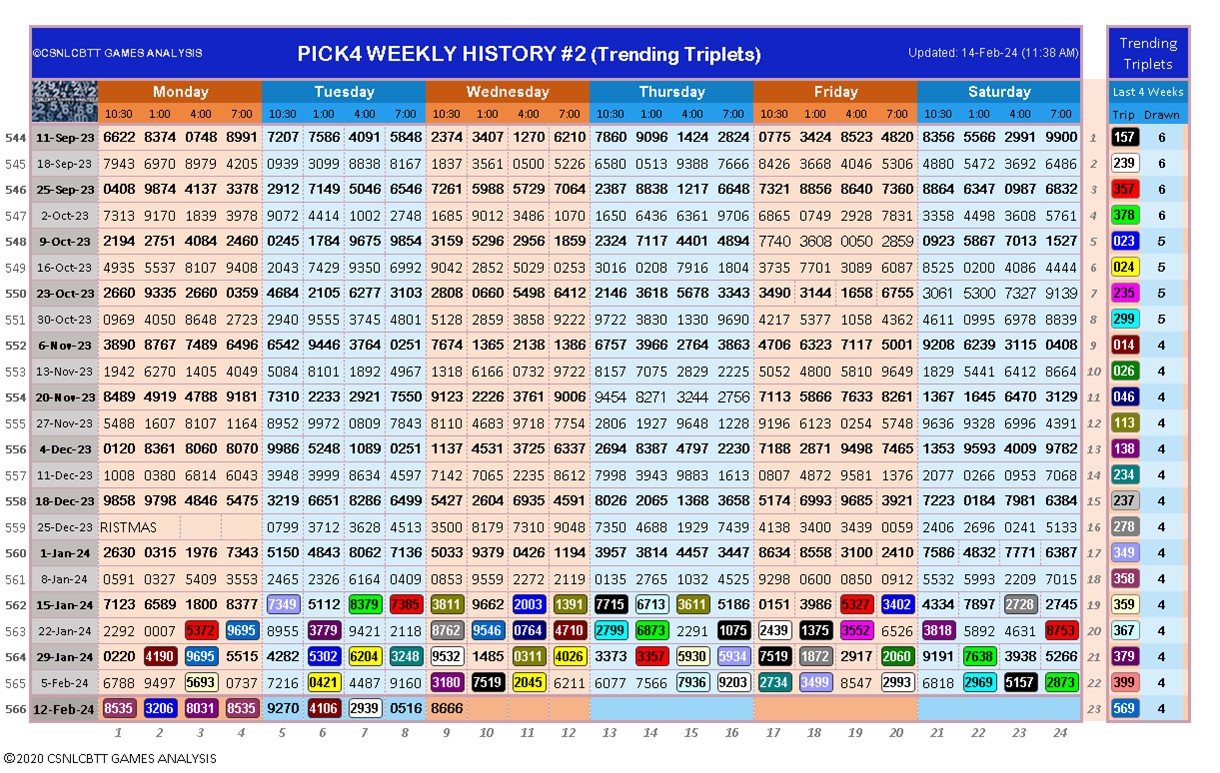 ©CSNLCBTT GAMES ANALYSIS PICK4 WEEKLY HISTORY #2 (Trending Triplets) Updated: 14-Feb-24 (11:38 AM) Trending Triplets
Monday Tuesday Wednesday Thursday Friday Saturday Last 4 Weeks
10:30 1:00 4:00 7:00 10:30 1:00 4:00 7:00 10:30 1:00 4:00 7:00 10:30 1:00 4:00 7:00 10:30 1:00 4:00 7:00 10:30 1:00 4:00 7:00 Trip Drawn
544 11-Sep-23 6622 8374 0748 8991 7207 7586 4091 5848 2374 3407 1270 6210 7860 9096 1424 2824 0775 3424 8523 4820 8356 5566 2991 9900 1 157 6
545 18-Sep-23 7943 6970 8979 4205 0939 3099 8838 8167 1837 3561 0500 5226 6580 0513 9388 7666 8426 3668 4046 5306 4880 5472 3692 6486 2 239 6
546 25-Sep-23 0408 9874 4137 3378 2912 7149 5046 6546 7261 5988 5729 7064 2387 8838 1217 6648 7321 8856 8640 7360 8864 6347 0987 6832 3 357 6
547 2-Oct-23 7313 9170 1839 3978 9072 4414 1002 2748 1685 9012 3486 1070 1650 6436 6361 9706 6865 0749 2928 7831 3358 4498 3608 5761 4 378 6
548 9-Oct-23 2194 2751 4084 2460 0245 1784 9675 9854 3159 5296 2956 1859 2324 7117 4401 4894 7740 3608 0050 2859 0923 5867 7013 1527 5 023 5
549 16-Oct-23 4935 5537 8107 9408 2043 7429 9350 6992 9042 2852 5029 0253 3016 0208 7916 1804 3735 7701 3089 6087 8525 0200 4086 4444 6 024 5
550 23-Oct-23 2660 9335 2660 0359 4684 2105 6277 3103 2808 0660 5498 6412 2146 3618 5578 3343 3490 3144 1658 6755 3061 5300 7327 9139 7 235 5
551 30-Oct-23 0969 4050 8648 2723 2940 9555 3745 4801 5128 2859 3858 9222 9722 3830 1330 9690 4217 5377 1058 4362 4611 0995 6978 8839 8 299 5
552 6-Nov-23 3890 8767 7489 6496 6542 9446 3764 0251 7674 1365 2138 1386 6757 3966 2764 3863 4706 6323 7117 5001 9208 6239 3115 0408 9 014 4
553 13-Nov-23 1942 6270 1405 4049 5084 8101 1892 4967 1318 6166 0732 9722 8157 7075 2829 2225 5052 4800 5810 9649 1829 5441 6412 8664 10 026 4
554 20-Nov-23 8489 4919 4788 9181 7310 2233 2921 7550 9123 2226 3761 9006 9454 8271 3244 2756 7113 5866 7633 8261 1367 1645 6470 3129 11 046 4
555 27-Nov-23 5488 1607 8107 1164 8952 9972 0809 7843 8110 4683 9718 7754 2806 1927 9648 1228 9196 6123 0254 5748 9636 9328 6996 4391 12 113 4
556 4-Dec-23 0120 8361 8060 8070 9986 5248 1089 0251 1137 4531 3725 6337 2694 8387 4797 2230 7188 2871 9498 7465 1353 9593 4009 9782 13 138 4
557 11-Dec-23 1008 0380 6814 6043 3948 3999 8634 4597 7142 7065 2235 8612 7998 3943 9883 1613 0807 4872 9581 1376 2077 0266 0953 7068 14 234 4
558 18-Dec-23 9858 9798 4846 5475 3219 6651 8286 6499 5427 2604 6935 4591 8026 2065 1368 3658 5174 6993 9685 3921 7223 0184 7981 6384 15 237 4
559 25-Dec-23 RISTMAS 0799 3712 3628 4513 3500 8179 7310 9048 7350 4688 1929 7439 4138 3400 3439 0059 2406 2696 0241 5133 16 278 4
560 1-Jan-24 2630 0315 1976 7343 5150 4843 8062 7136 5033 9379 0426 1194 3957 3814 4457 3447 8634 8558 3100 2410 7586 4832 7771 6387 17 349 4
561 8-Jan-24 0591 0327 5409 3553 2465 2326 6164 0409 0853 9559 2272 2119 0135 2765 1032 4525 9298 0600 0850 0912 5532 5993 2209 7015 18 358 4
562 15-Jan-24 7123 6589 1800 8377 7349 5112 8379 7385 3811 9662 2003 1391 7715 6713 3611 5186 0151 3986 5327 3402 4334 7897 2728 2745 19 359 4
563 22-Jan-24 2292 1007 5372 9695 8955 3779 9421 2118 8762 9546 0764 4710 2799 6873 2291 1075 2439 1375 3552 6526 3818 5892 4631 8753 20 367 4
564 29-Jan-24 0220 4190 9695 5515 4282 5302 6204 3248 9532 1485 0311 4026 3373 3357 5930 5934 7519 1872 2917 2060 9191 7638 3938 5266 21 379 4
565 5-Feb-24 6788 9497 5693 0737 7216 0421 4487 9160 3180 7519 2045 6211 6077 7566 7936 9203 2734 3499 8547 2993 6818 2969 5157 2873 22 399 4
566 12-Feb-24 8535 3206 8031 8535 9270 4106 2939 0516 8666 23 569 4
1 2 3 4 5 6 7 8 9 10 11 12 13 14 15 16 17 18 19 20 21 22 23 24
©2020 CSNLCBTT GAMES ANALYSIS